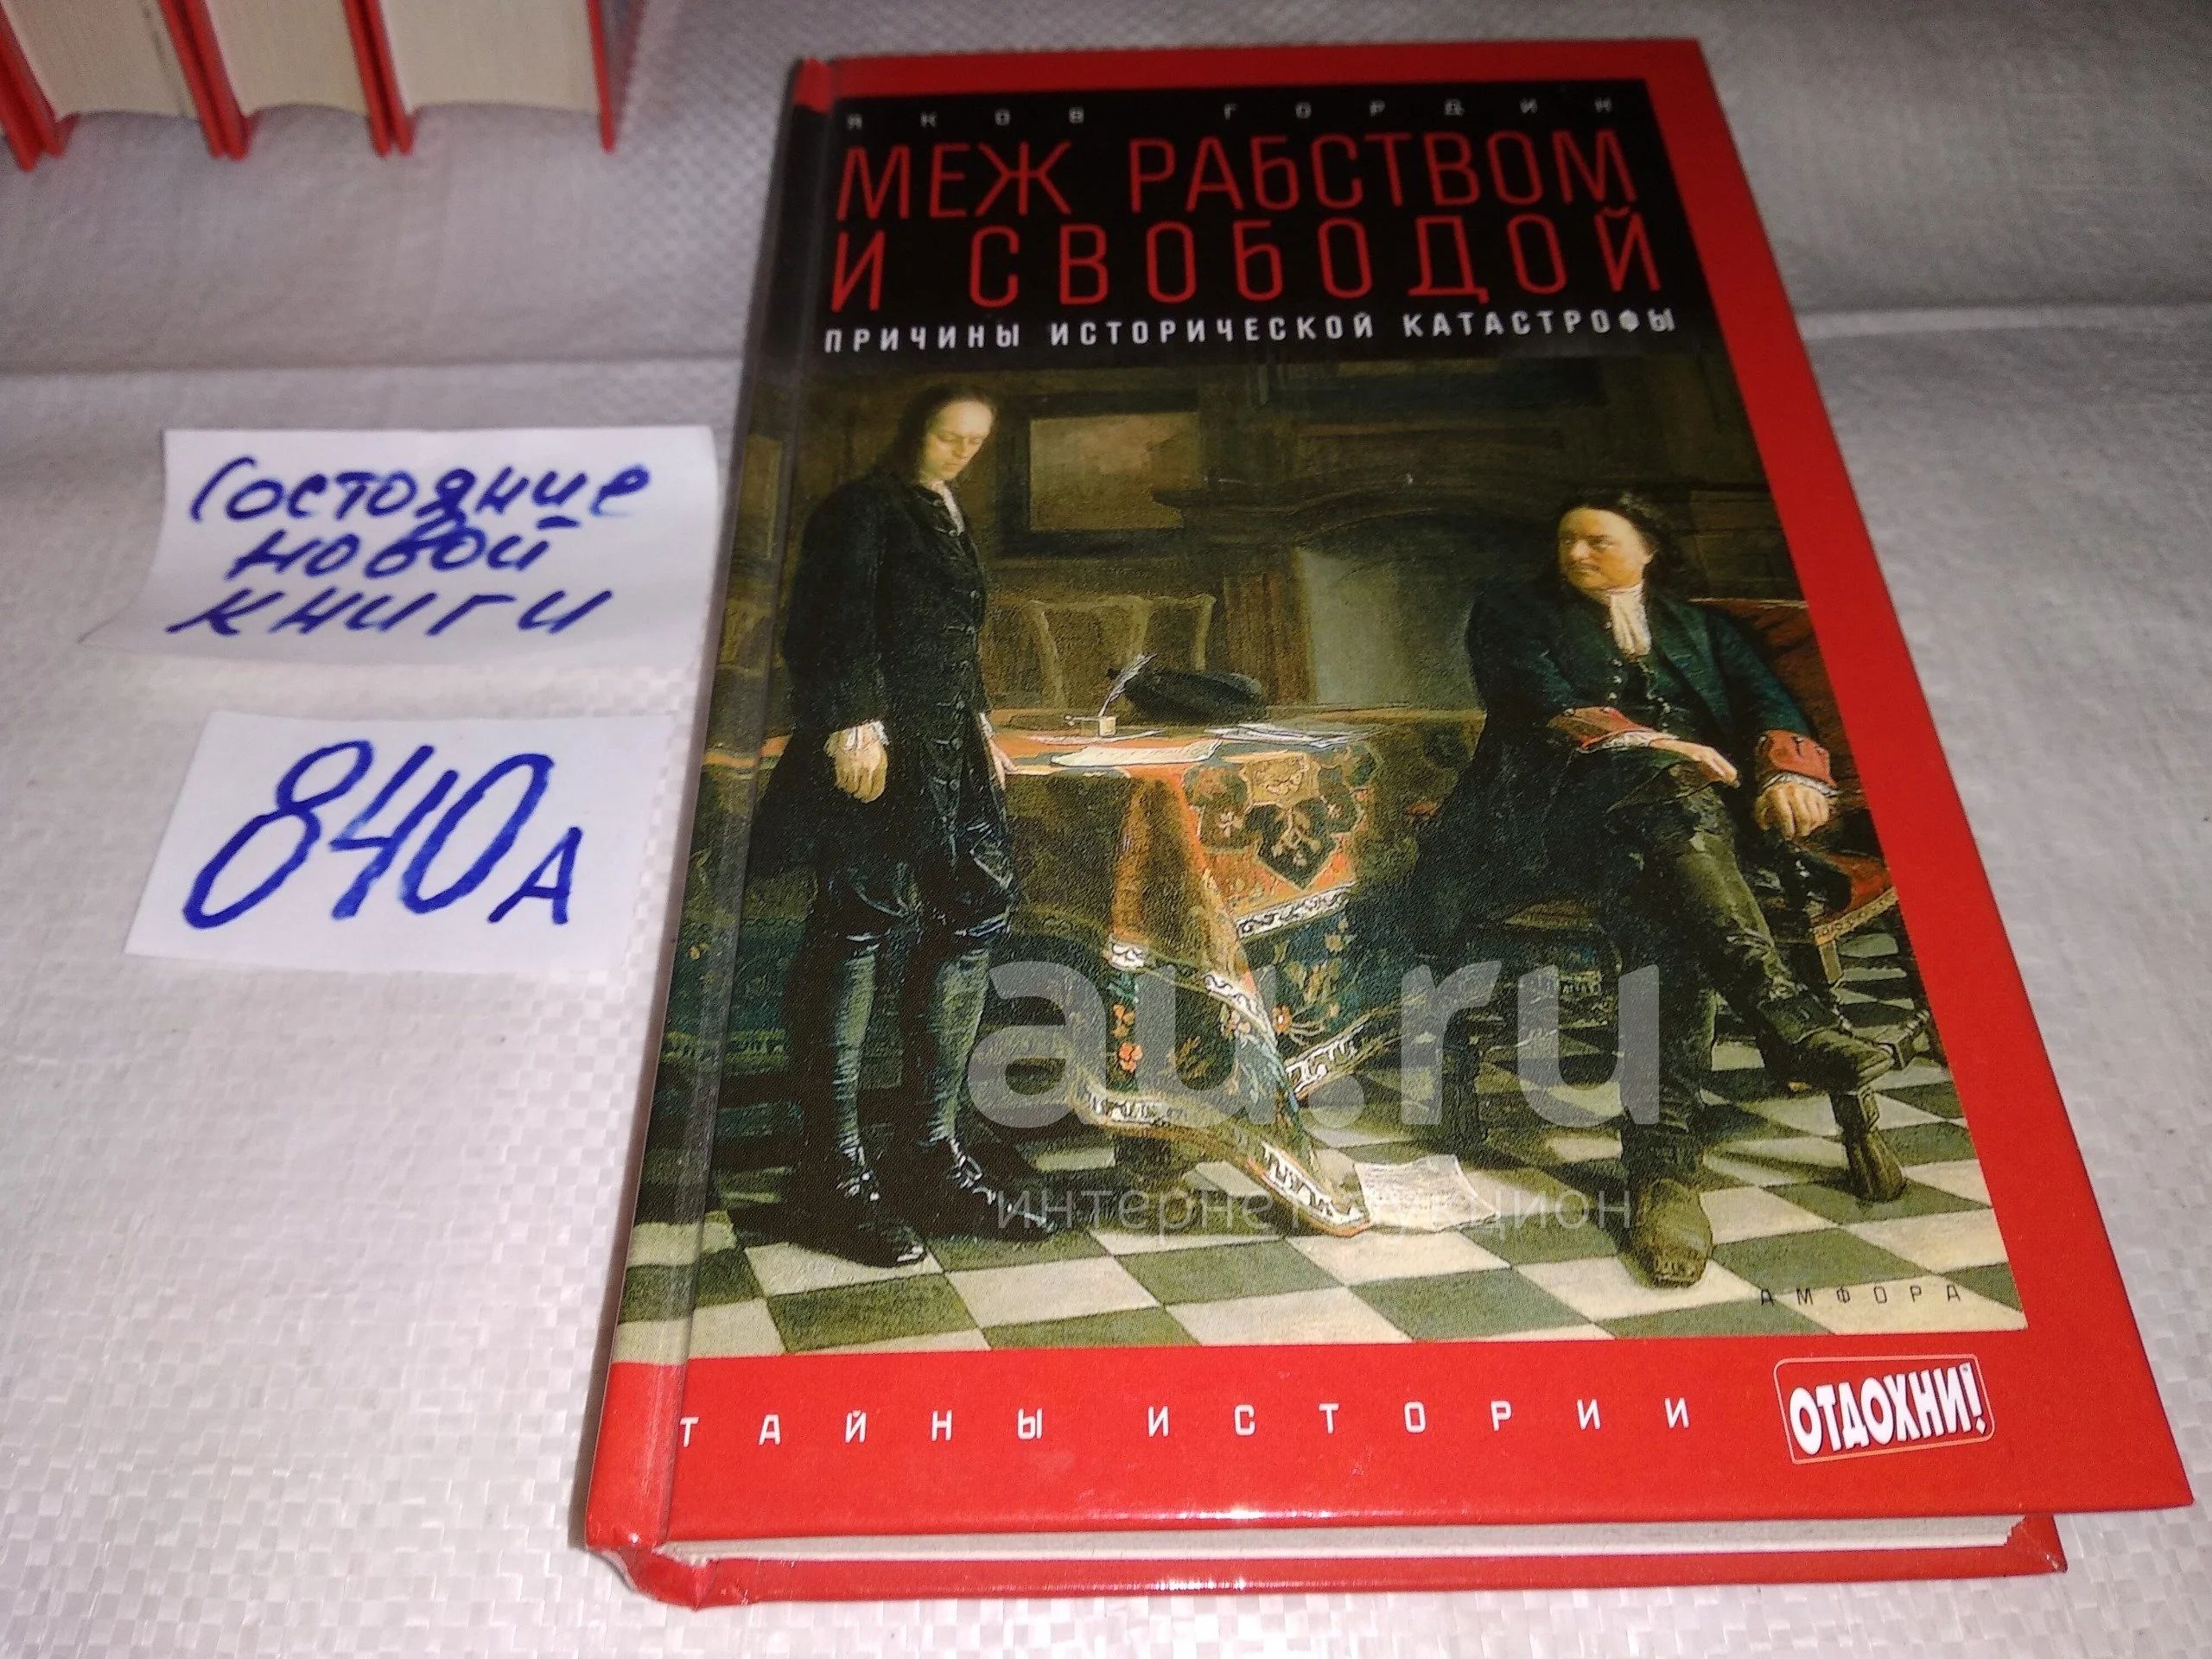 ЯКОВ ГОРДИН
МЕЖ РАБСТВОМ
И СВОБОДОЙ
ПРИЧИНЫ ИСТОРИЧЕСКОЙ КАТАСТРОФЫ
Состояние
новой
книги
840А
au.ru
интернет аукцион
АМФОРА
ТАЙНЫ ИСТОРИИ
ОТДОХНИ!